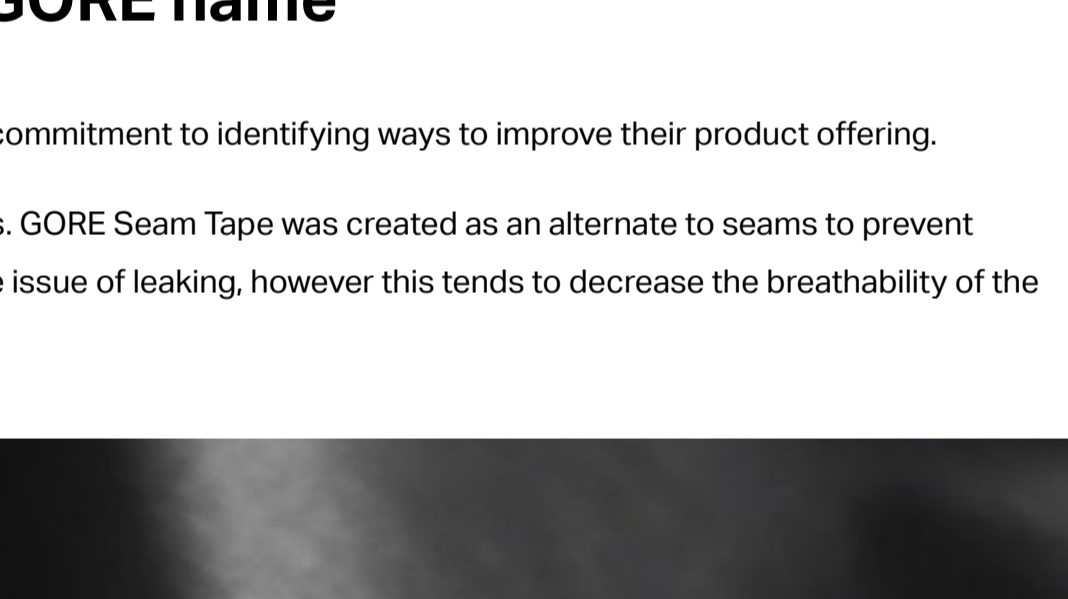 GORE name
commitment to identifying ways to improve their product offering.
s. GORE Seam Tape was created as an alternate to seams to prevent
e issue of leaking, however this tends to decrease the breathability of the